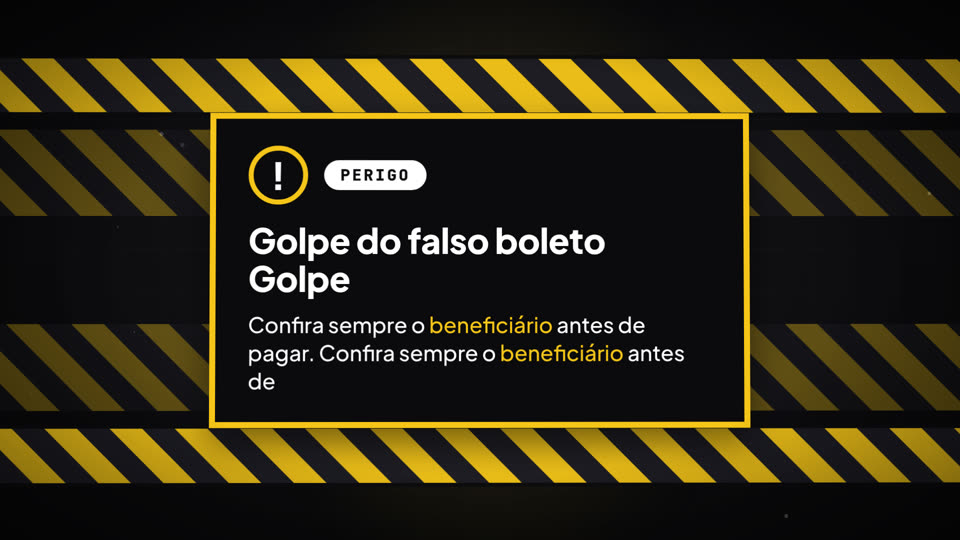 !
PERIGO
Golpe do falso boleto
Golpe
Confira sempre o beneficiário antes de
pagar. Confira sempre o beneficiário antes
de